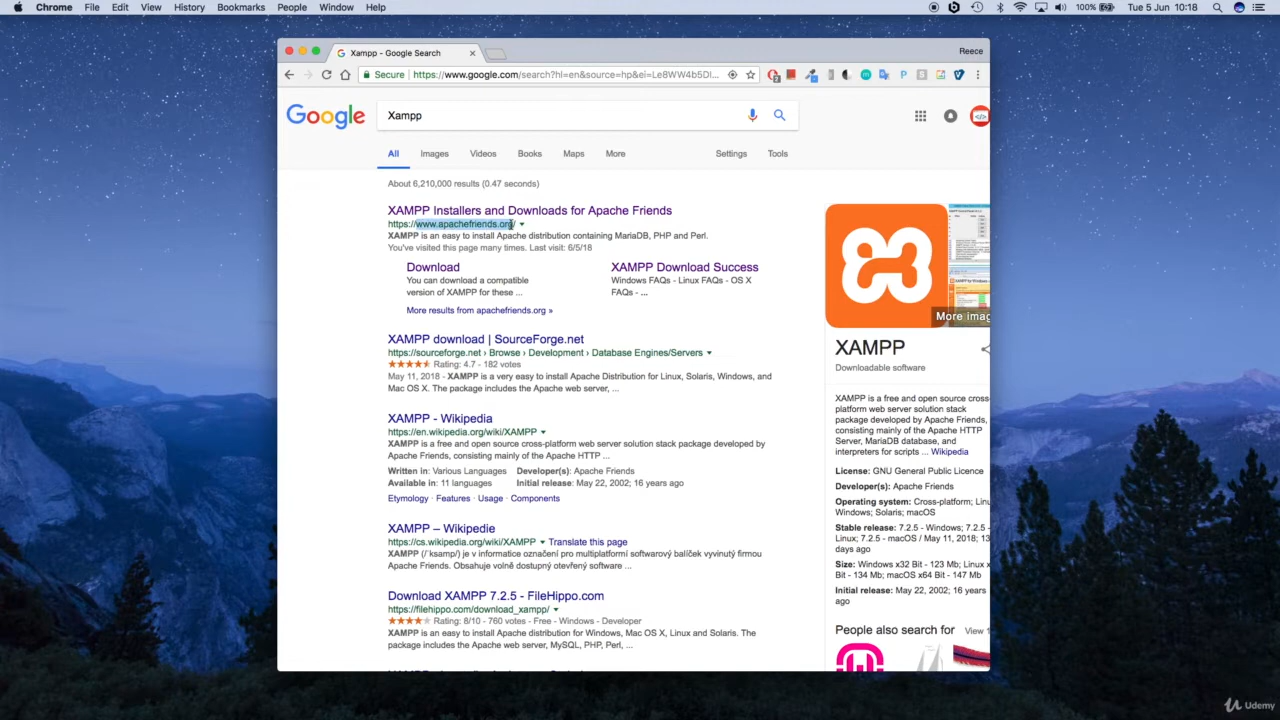 Chrome File Edit View History Bookmarks People Window Help
100% Tue 5 Jun 10:18
Xampp - Google Search
Reece
Secure https://www.google.com/search?hl=en&source=hp&ei=Le8WW4b5DI...
Google
Xampp
All Images Videos Books Maps More Settings Tools
About 6,210,000 results (0.47 seconds)
XAMPP Installers and Downloads for Apache Friends
https://www.apachefriends.org/
XAMPP is an easy to install Apache distribution containing MariaDB, PHP and Perl.
You've visited this page many times. Last visit: 6/5/18
Download
You can download a compatible
version of XAMPP for these ...
XAMPP Download Success
Windows FAQs - Linux FAQs - OS X
FAQs - ...
More results from apachefriends.org »
XAMPP download | SourceForge.net
https://sourceforge.net › Browse › Development › Database Engines/Servers
Rating: 4.7 - 182 votes
May 11, 2018 - XAMPP is a very easy to install Apache Distribution for Linux, Solaris, Windows, and
Mac OS X. The package includes the Apache web server, ...
XAMPP - Wikipedia
https://en.wikipedia.org/wiki/XAMPP
XAMPP is a free and open source cross-platform web server solution stack package developed by
Apache Friends, consisting mainly of the Apache HTTP ...
Written in: Various Languages Developer(s): Apache Friends
Available in: 11 languages Initial release: May 22, 2002; 16 years ago
Etymology · Features · Usage · Components
XAMPP – Wikipedie
https://cs.wikipedia.org/wiki/XAMPP Translate this page
XAMPP (/ˈksamp/) je v informatice označení pro multiplatformí softwarový balíček vyvinutý firmou
Apache Friends. Obsahuje volně dostupný otevřený software ...
Download XAMPP 7.2.5 - FileHippo.com
https://filehippo.com/download_xampp/
Rating: 8/10 - 760 votes - Free - Windows - Developer
XAMPP is an easy to install Apache distribution for Windows, Mac OS X, Linux and Solaris. The
package includes the Apache web server, MySQL, PHP, Perl, ...
More imag
XAMPP
Downloadable software
XAMPP is a free and open source cross-
platform web server solution stack
package developed by Apache Friends,
consisting mainly of the Apache HTTP
Server, MariaDB database, and
interpreters for scripts ... Wikipedia
License: GNU General Public Licence
Developer(s): Apache Friends
Operating system: Cross-platform; Linu
Windows; Solaris; macOS
Stable release: 7.2.5 - Windows; 7.2.5 -
Linux; 7.2.5 - macOS / May 11, 2018; 13
days ago
Size: Windows x32 Bit - 123 Mb; Linux x
Bit - 134 Mb; macOS x64 Bit - 147 Mb
Initial release: May 22, 2002; 16 years
ago
People also search for View 1
Udemy